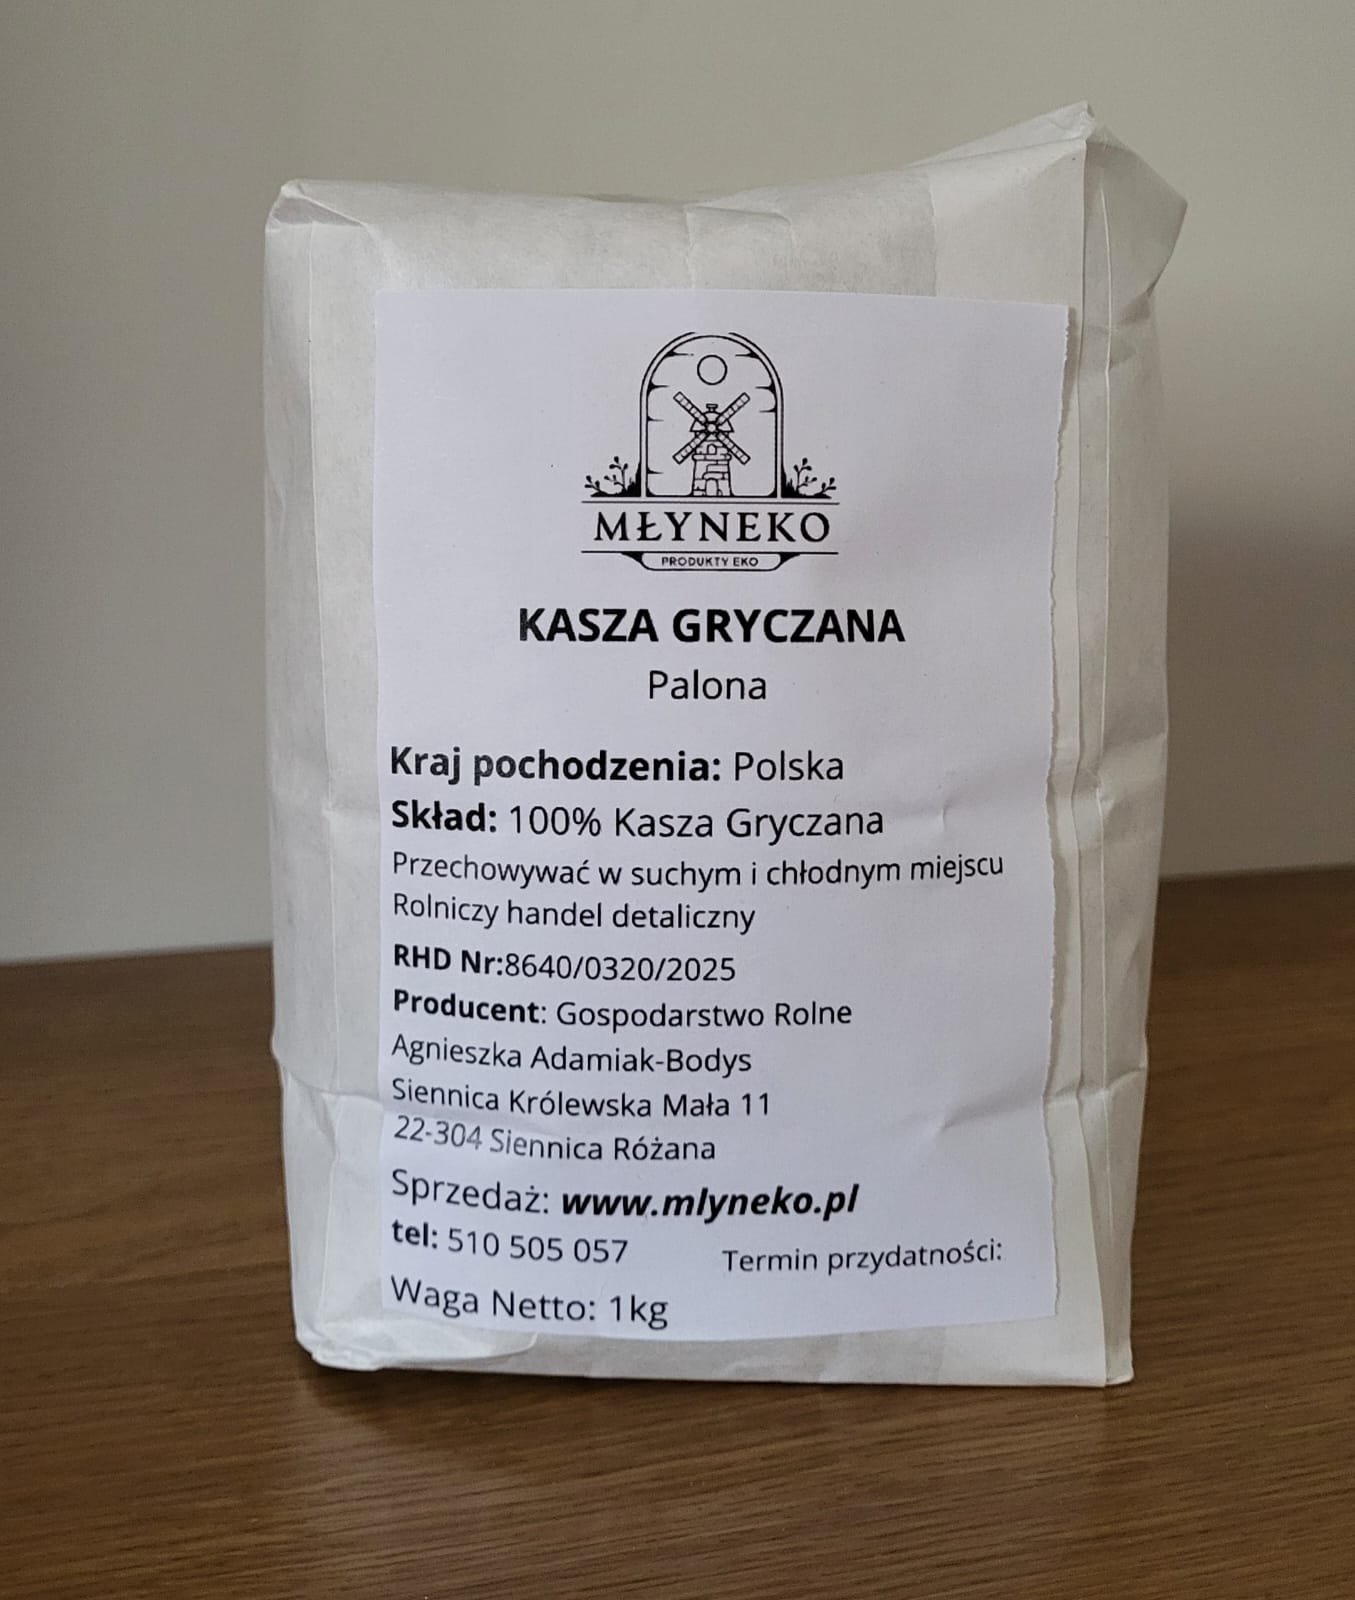 MŁYNEKO
PRODUKTY EKO
KASZA GRYCZANA
Palona
Kraj pochodzenia: Polska
Skład: 100% Kasza Gryczana
Przechowywać w suchym i chłodnym miejscu
Rolniczy handel detaliczny
RHD Nr:8640/0320/2025
Producent: Gospodarstwo Rolne
Agnieszka Adamiak-Bodys
Siennica Królewska Mała 11
22-304 Siennica Różana
Sprzedaż: www.mlyneko.pl
tel: 510 505 057 Termin przydatności:
Waga Netto: 1kg